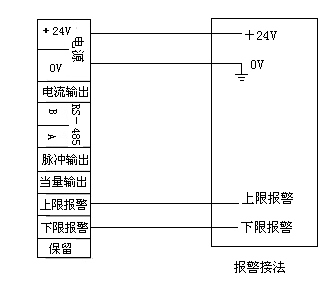 +24V
电源
0V
电流输出
B
RS-485
A
脉冲输出
当量输出
上限报警
下限报警
保留
+24V
0V
上限报警
下限报警
报警接法